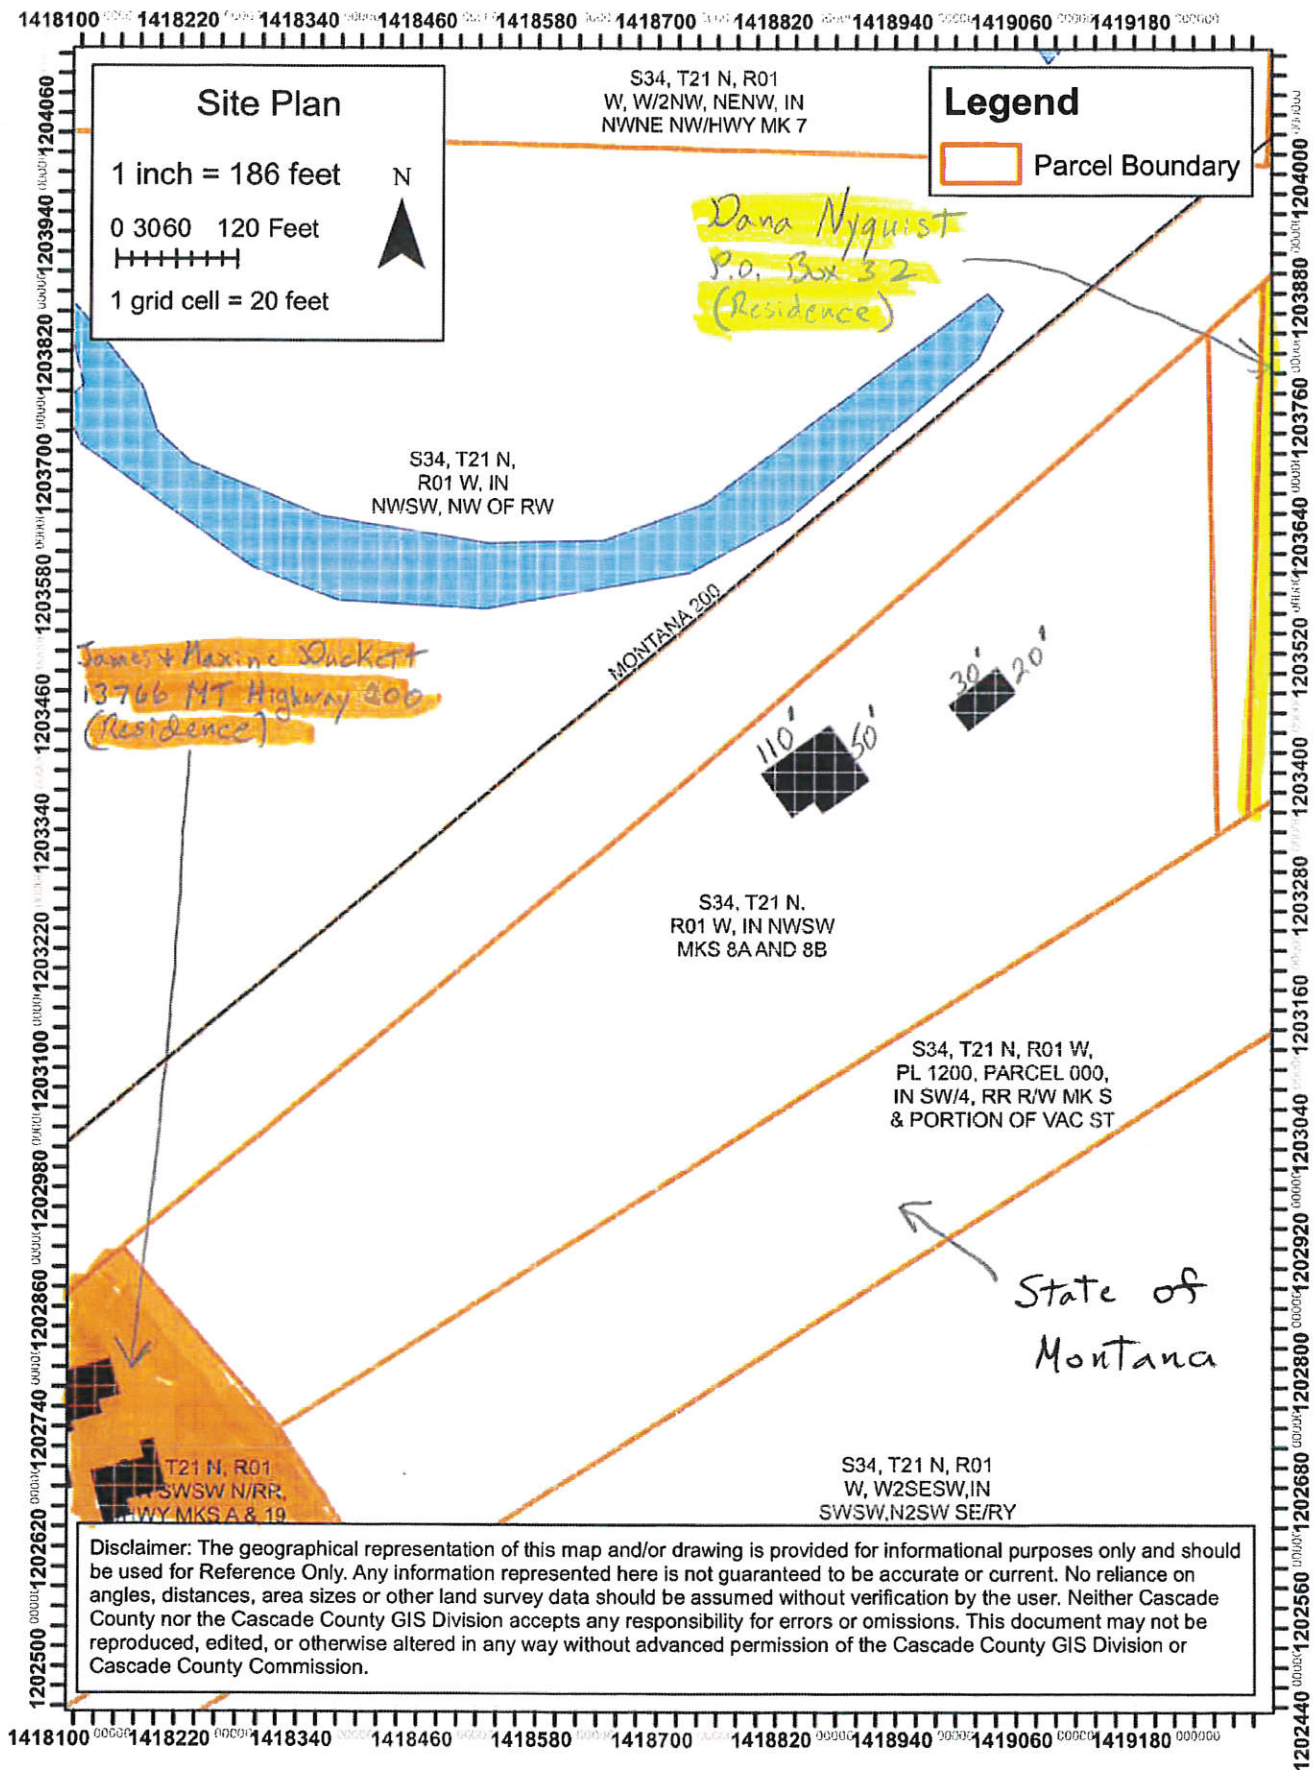 1418100 1418220 1418340 1418460 1418580 1418700 1418820 1418940 1419060 1419180
Site Plan
1 inch = 186 feet
N
0 3060 120 Feet
1 grid cell = 20 feet
S34, T21 N, R01
W, W/2NW, NENW, IN
NWNE NW/HWY MK 7
Legend
Parcel Boundary
Dana Nyquist
P.O. Box 32
(Residence)
S34, T21 N,
R01 W, IN
NWSW, NW OF RW
MONTANA 200
James & Maxine Duckett
13766 MT Highway 200
(Residence)
30' 20'
110' 60'
S34, T21 N.
R01 W, IN NWSW
MKS 8A AND 8B
S34, T21 N, R01 W,
PL 1200, PARCEL 000,
IN SW/4, RR R/W MK S
& PORTION OF VAC ST
State of
Montana
T21 N, R01
SWSW N/RR,
WY MKS A & 19
S34, T21 N, R01
W, W2SESW,IN
SWSW,N2SW SE/RY
Disclaimer: The geographical representation of this map and/or drawing is provided for informational purposes only and should
be used for Reference Only. Any information represented here is not guaranteed to be accurate or current. No reliance on
angles, distances, area sizes or other land survey data should be assumed without verification by the user. Neither Cascade
County nor the Cascade County GIS Division accepts any responsibility for errors or omissions. This document may not be
reproduced, edited, or otherwise altered in any way without advanced permission of the Cascade County GIS Division or
Cascade County Commission.
1204060
1203940
1203820
1203700
1203580
1203460
1203340
1203220
1203100
1202980
1202860
1202740
1202620
1202500
1204000
1203880
1203760
1203640
1203520
1203400
1203280
1203160
1203040
1202920
1202800
1202680
1202560
1202440
1418100 1418220 1418340 1418460 1418580 1418700 1418820 1418940 1419060 1419180